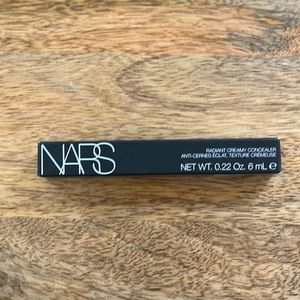 NARS
RADIANT CREAMY CONCEALER
ANTI-CERNES ÉCLAT, TEXTURE CRÉMEUSE
NET WT. 0.22 Oz. 6 mL ℮